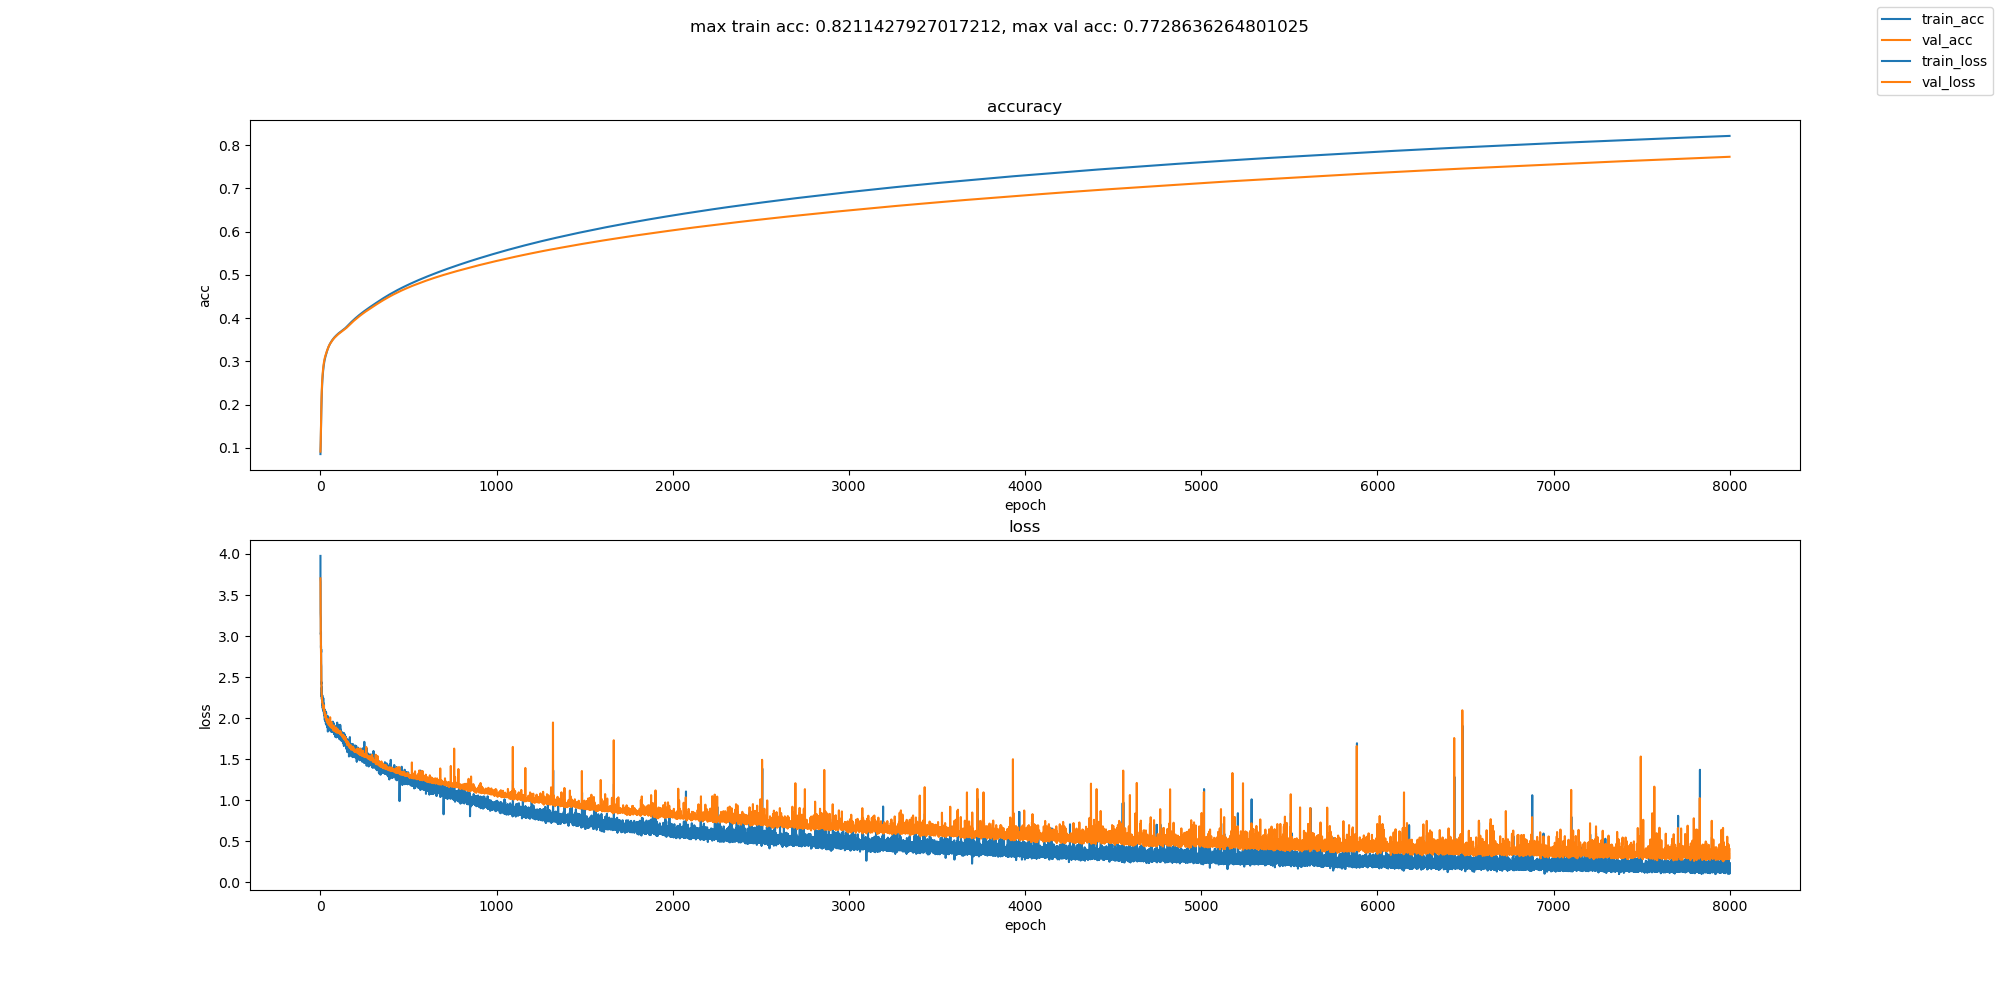 max train acc: 0.8211427927017212, max val acc: 0.7728636264801025
train_acc
val_acc
train_loss
val_loss
accuracy
0.8
0.7
0.6
0.5
0.4
0.3
0.2
0.1
acc
0 1000 2000 3000 4000 5000 6000 7000 8000
epoch
loss
4.0
3.5
3.0
2.5
2.0
1.5
1.0
0.5
0.0
loss
0 1000 2000 3000 4000 5000 6000 7000 8000
epoch